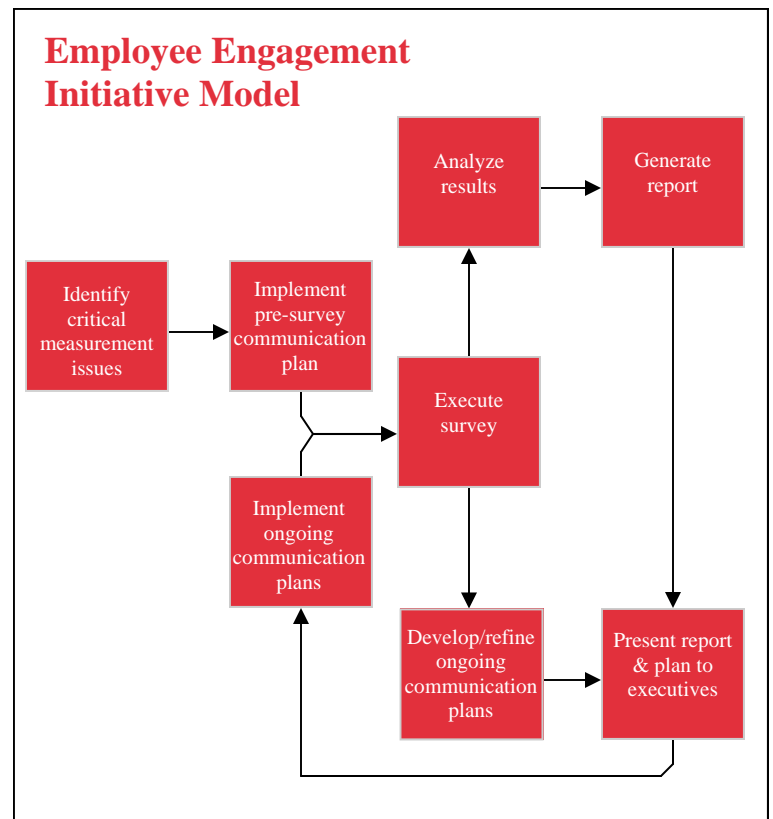 Employee Engagement
Initiative Model
Analyze
results
Generate
report
Identify
critical
measurement
issues
Implement
pre-survey
communication
plan
Execute
survey
Implement
ongoing
communication
plans
Develop/refine
ongoing
communication
plans
Present report
& plan to
executives